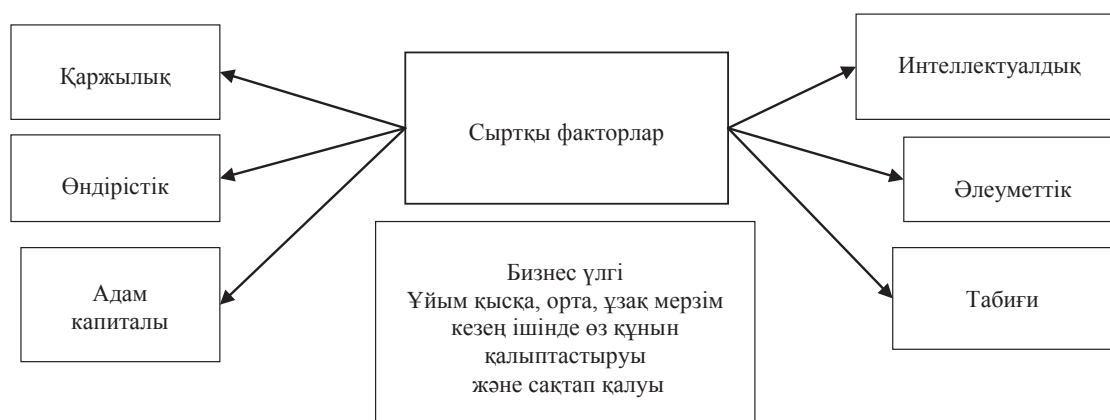 Қаржылық
Өндірістік
Адам
капиталы
Сыртқы факторлар
Бизнес үлгі
Ұйым қысқа, орта, ұзақ мерзім
кезең ішінде өз құнын
қалыптастыруы
және сақтап қалуы
Интеллектуалдық
Әлеуметтік
Табиғи